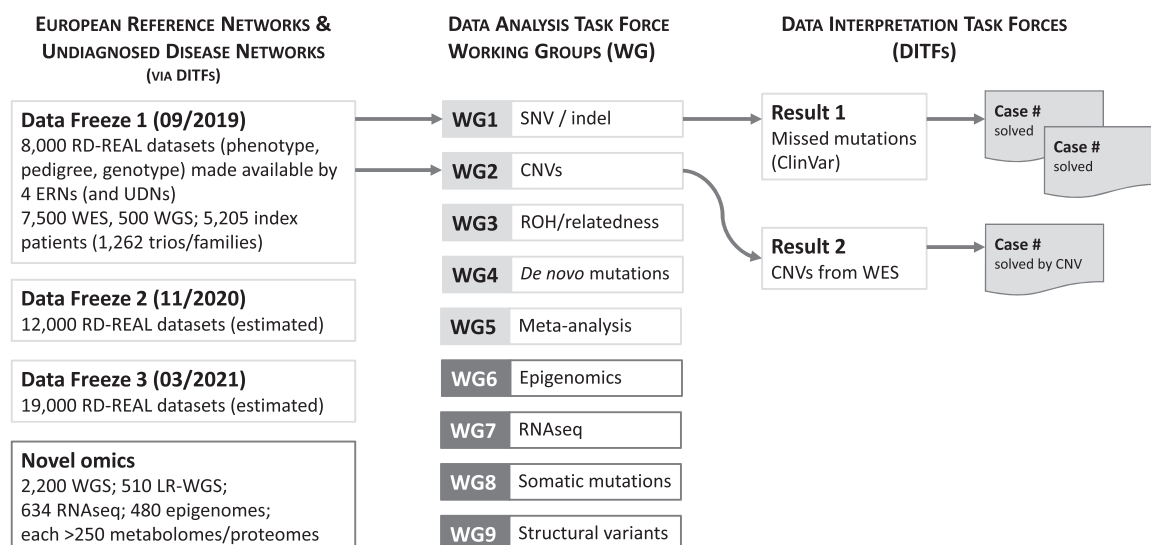 EUROPEAN REFERENCE NETWORKS &
UNDIAGNOSED DISEASE NETWORKS
(VIA DITFs)
Data Freeze 1 (09/2019)
8,000 RD-REAL datasets (phenotype,
pedigree, genotype) made available by
4 ERNs (and UDNs)
7,500 WES, 500 WGS; 5,205 index
patients (1,262 trios/families)
Data Freeze 2 (11/2020)
12,000 RD-REAL datasets (estimated)
Data Freeze 3 (03/2021)
19,000 RD-REAL datasets (estimated)
Novel omics
2,200 WGS; 510 LR-WGS;
634 RNAseq; 480 epigenomes;
each >250 metabolomes/proteomes
DATA ANALYSIS TASK FORCE
WORKING GROUPS (WG)
WG1 SNV / indel
WG2 CNVs
WG3 ROH/relatedness
WG4 De novo mutations
WG5 Meta-analysis
WG6 Epigenomics
WG7 RNAseq
WG8 Somatic mutations
WG9 Structural variants
DATA INTERPRETATION TASK FORCES
(DITFs)
Result 1
Missed mutations
(ClinVar)
Case #
solved
Case #
solved
Result 2
CNVs from WES
Case #
solved by CNV